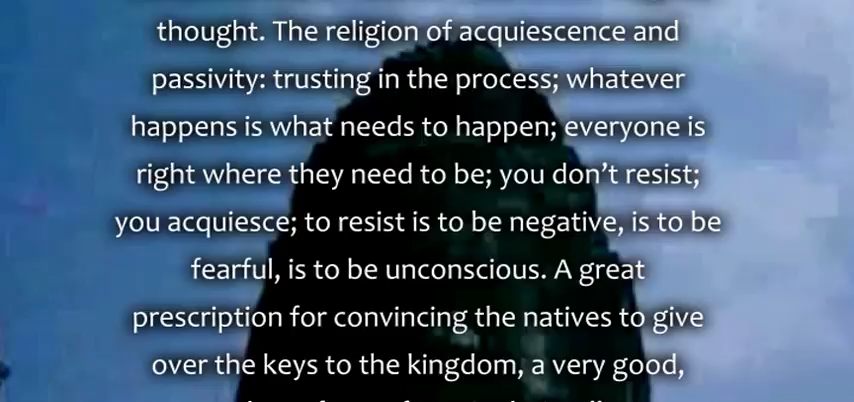 thought. The religion of acquiescence and
passivity: trusting in the process; whatever
happens is what needs to happen; everyone is
right where they need to be; you don’t resist;
you acquiesce; to resist is to be negative, is to be
fearful, is to be unconscious. A great
prescription for convincing the natives to give
over the keys to the kingdom, a very good,